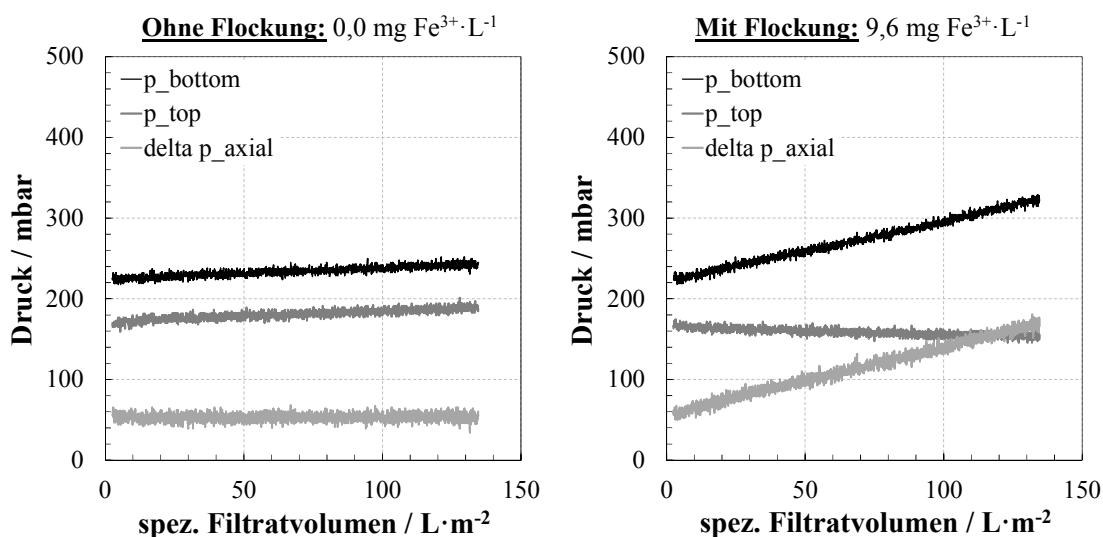 Ohne Flockung: 0,0 mg Fe³⁺·L⁻¹
500
400
300
200
100
0
Druck / mbar
p_bottom
p_top
delta p_axial
0
50
100
150
spez. Filtratvolumen / L·m⁻²
Mit Flockung: 9,6 mg Fe³⁺·L⁻¹
500
400
300
200
100
0
Druck / mbar
p_bottom
p_top
delta p_axial
0
50
100
150
spez. Filtratvolumen / L·m⁻²